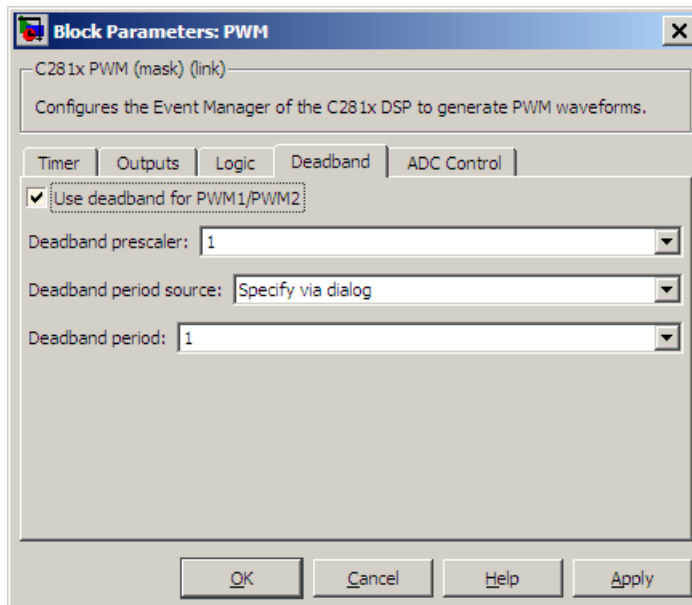 Block Parameters: PWM
C281x PWM (mask) (link)
Configures the Event Manager of the C281x DSP to generate PWM waveforms.
Timer Outputs Logic Deadband ADC Control
Use deadband for PWM1/PWM2
Deadband prescaler: 1
Deadband period source: Specify via dialog
Deadband period: 1
OK Cancel Help Apply